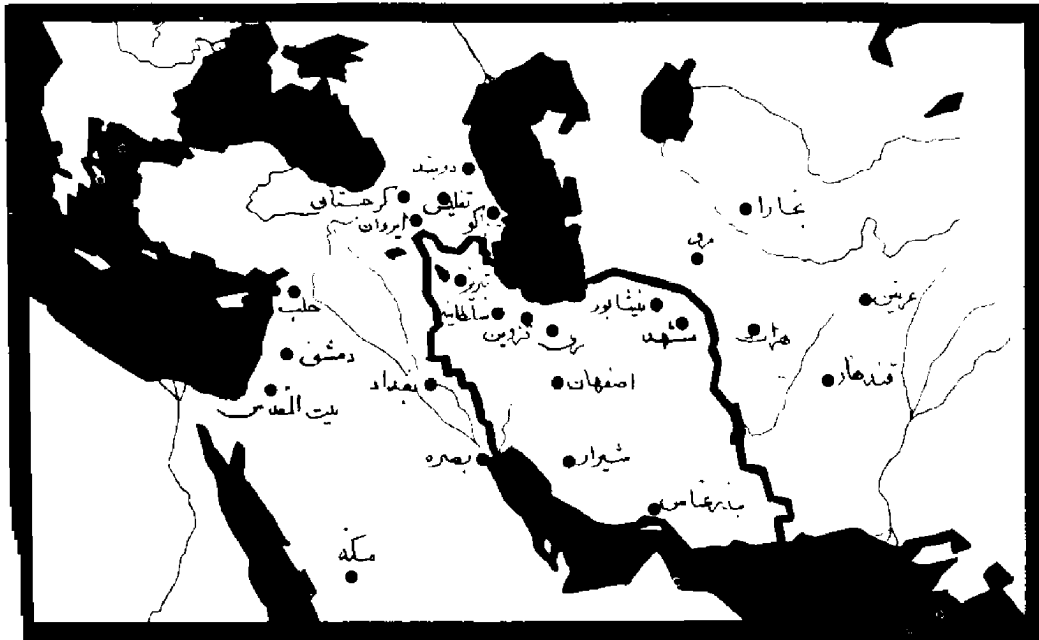 دربند
گرجستان
تفلیس
باکو
ایروان
بخارا
مرو
تبریز
سلطانیه
قزوین
ری
نیشابور
مشهد
هرات
غزنین
قندهار
حلب
دمشق
بیت المقدس
بغداد
اصفهان
بصره
شیراز
بندرعباس
مکه